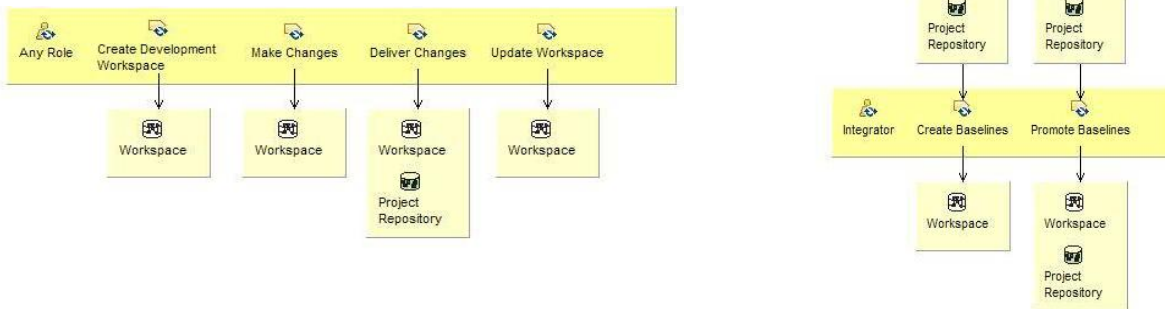 Any Role
Create Development
Workspace
Make Changes
Deliver Changes
Update Workspace
Workspace
Workspace
Workspace
Project
Repository
Workspace
Project
Repository
Project
Repository
Integrator
Create Baselines
Promote Baselines
Workspace
Workspace
Project
Repository